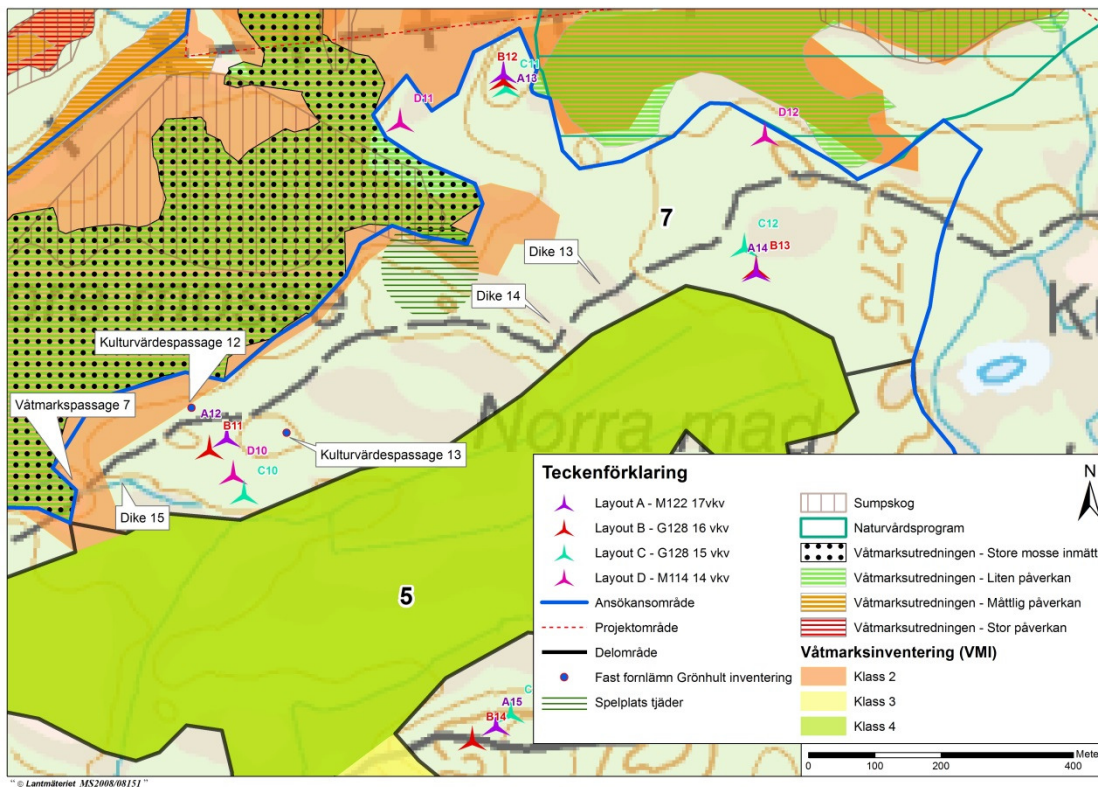 B12
C11
A13
D11
D12
7
C12
A14 B13
275
Dike 13
Dike 14
Kulturvärdespassage 12
Våtmarkspassage 7
A12
B11
D10
C10
Kulturvärdespassage 13
Dike 15
Norra mad
5
C
A15
B14
Teckenförklaring
Layout A - M122 17vkv
Layout B - G128 16 vkv
Layout C - G128 15 vkv
Layout D - M114 14 vkv
Ansökansområde
Projektområde
Delområde
Fast fornlämn Grönhult inventering
Spelplats tjäder
Sumpskog
Naturvårdsprogram
Våtmarksutredningen - Store mosse inmätt
Våtmarksutredningen - Liten påverkan
Våtmarksutredningen - Måttlig påverkan
Våtmarksutredningen - Stor påverkan
Våtmarksinventering (VMI)
Klass 2
Klass 3
Klass 4
N
Mete
0 100 200 400
" © Lantmäteriet MS2008/08151 "